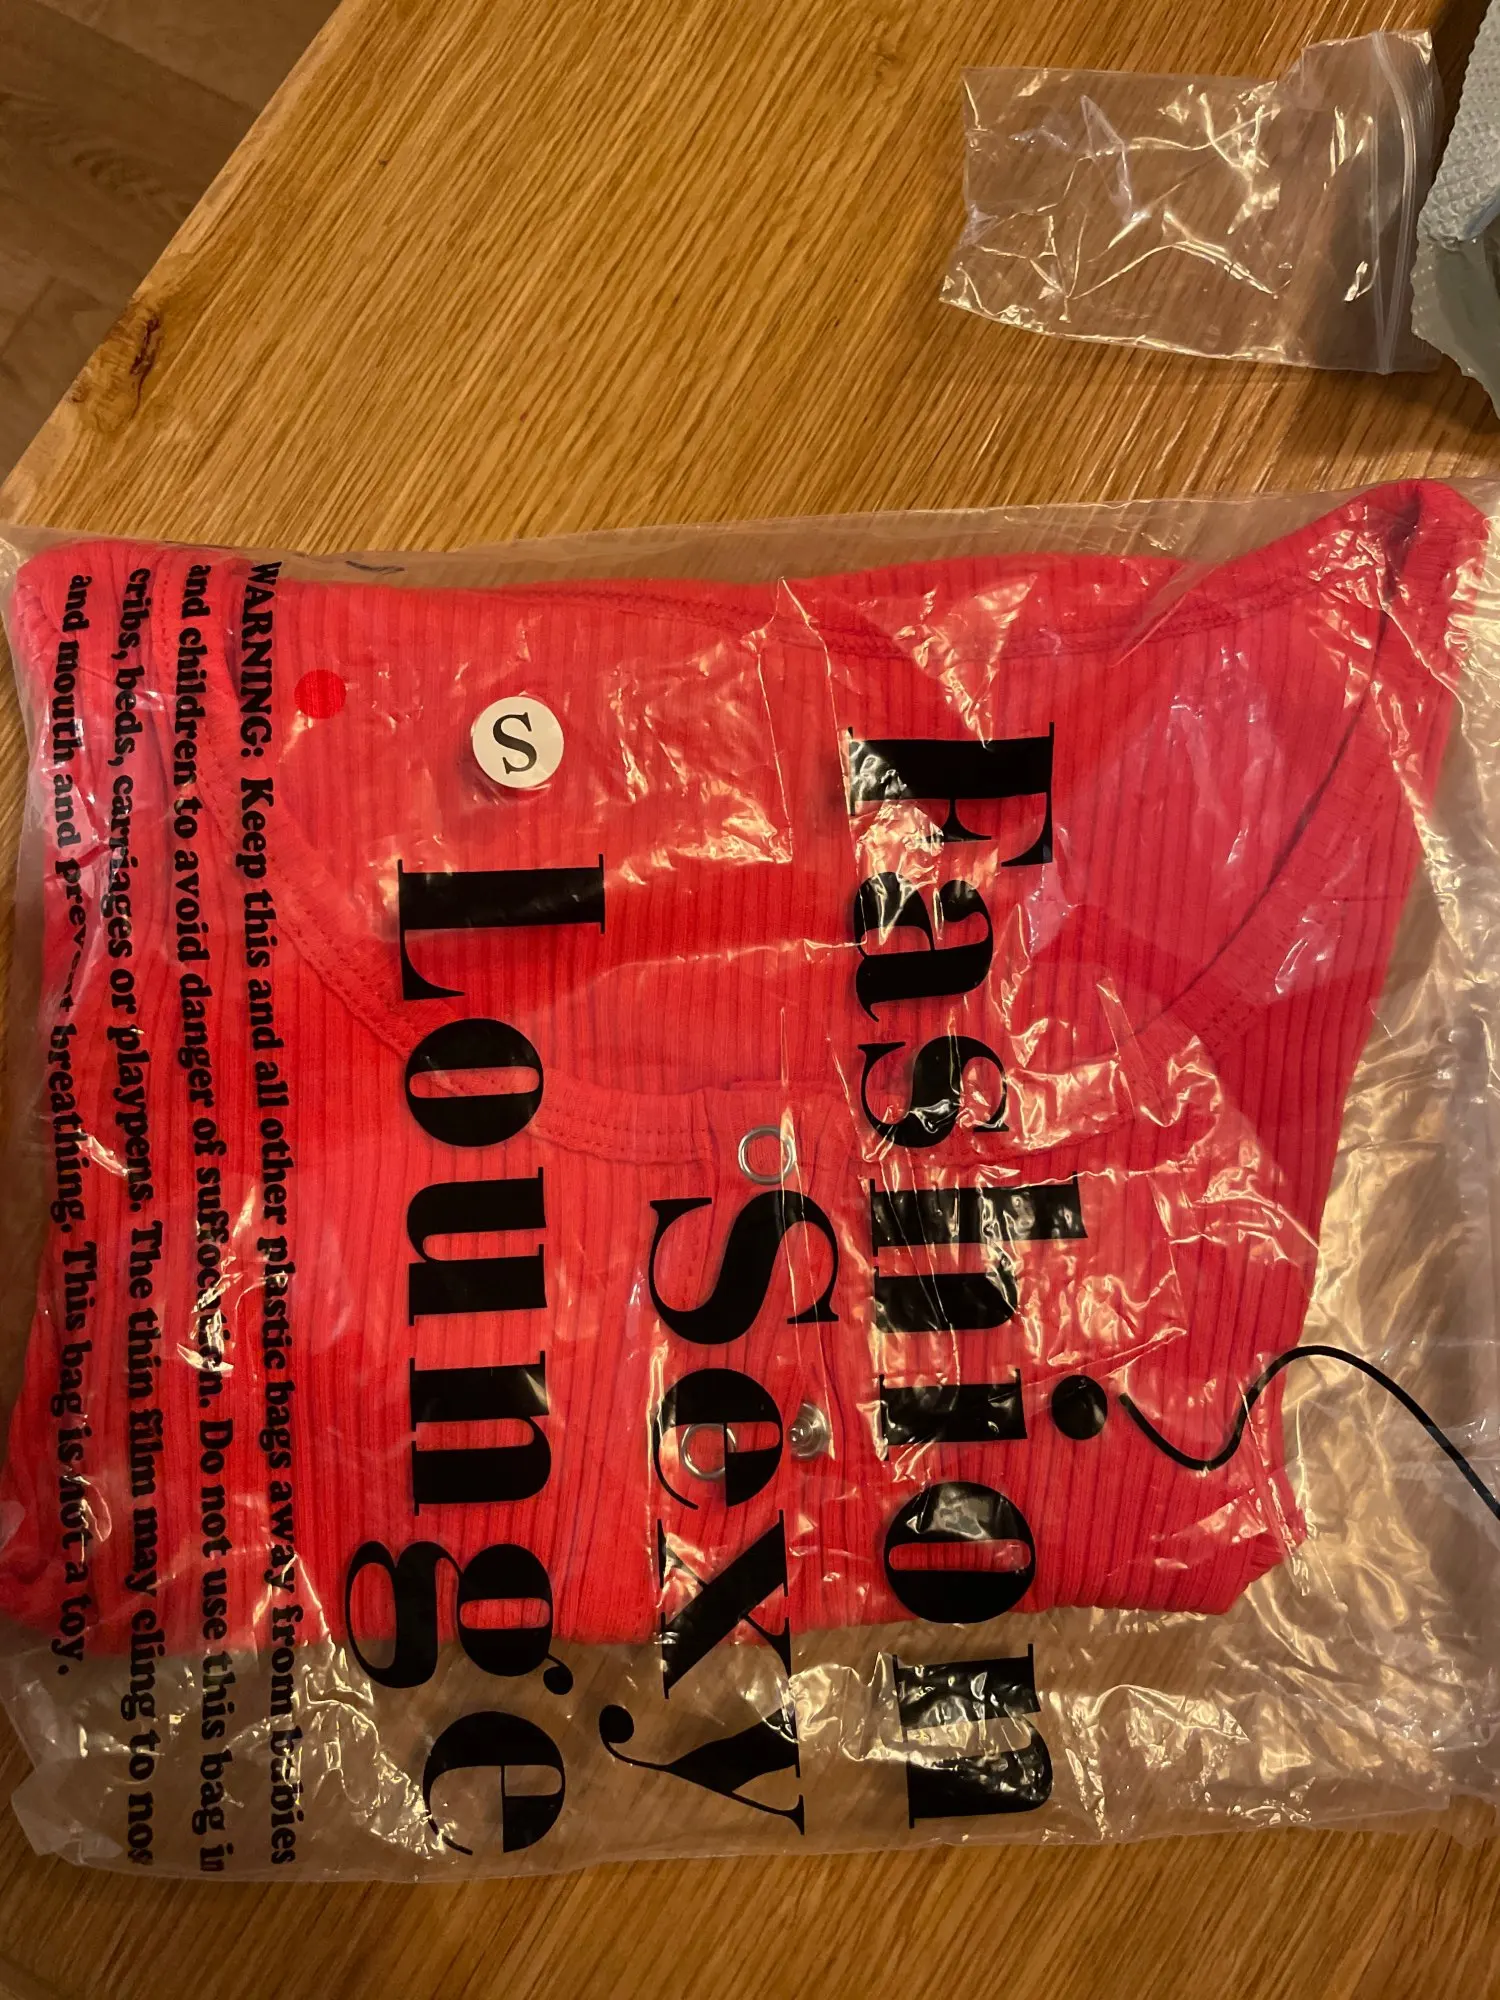 Fashion
Sexy
Lounge
S
WARNING: Keep this and all other plastic bags away from babies
and children to avoid danger of suffocation. Do not use this bag in
cribs, beds, carriages or playpens. The thin film may cling to nos
and mouth and prevent breathing. This bag is not a toy.